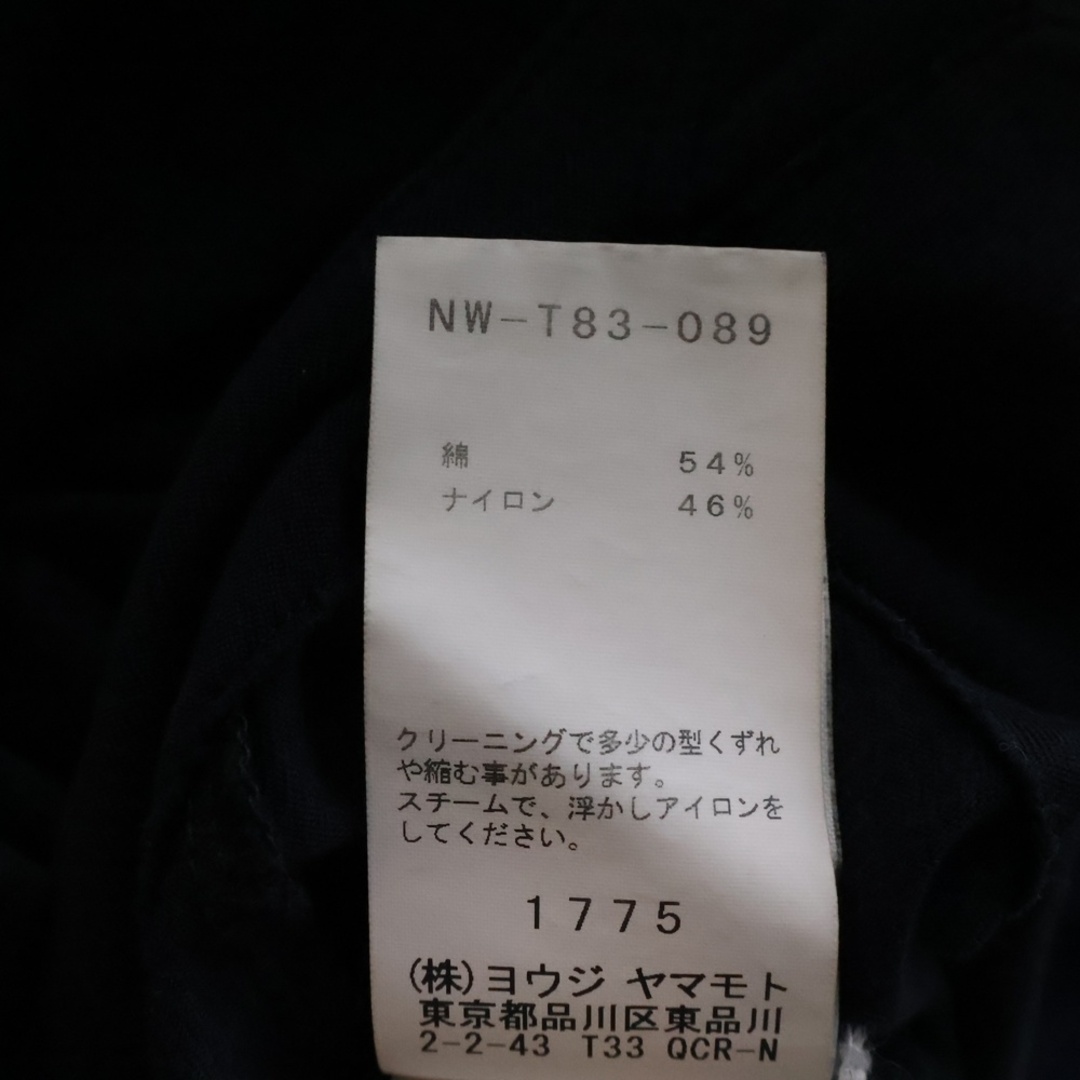 NW-T83-089
綿 54%
ナイロン 46%
クリーニングで多少の型くずれ
や縮む事があります。
スチームで、浮かしアイロンを
してください。
1775
(株)ヨウジ ヤマモト
東京都品川区東品川
2-2-43 T33 QCR-N